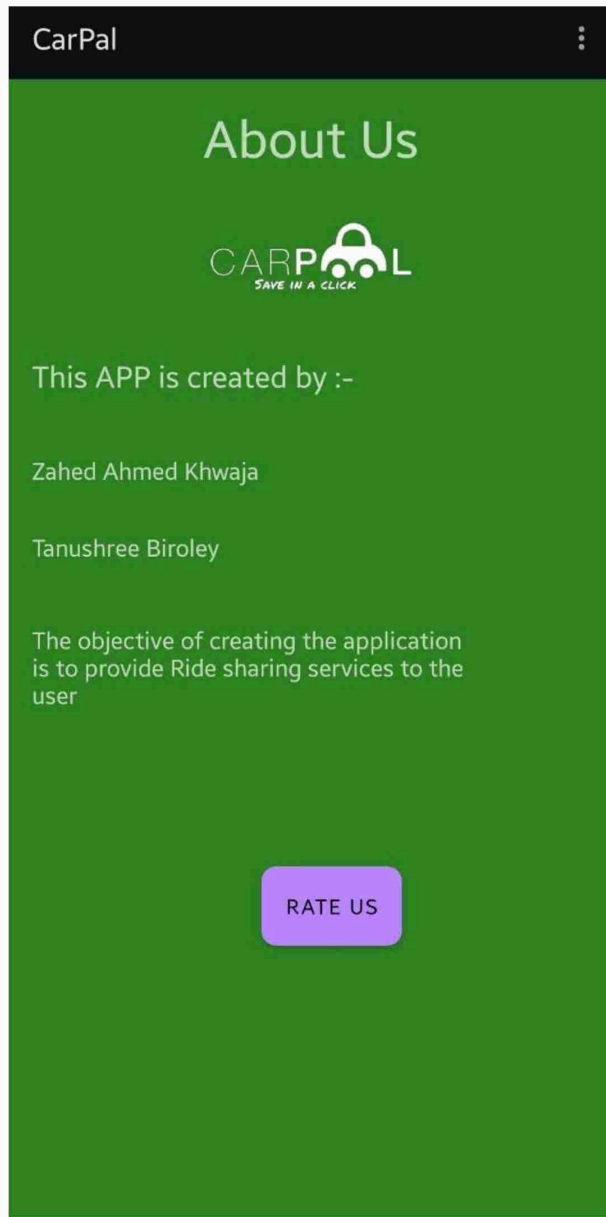 CarPal
About Us
CARPOOL
SAVE IN A CLICK
This APP is created by :-
Zahed Ahmed Khwaja
Tanushree Biroley
The objective of creating the application
is to provide Ride sharing services to the
user
RATE US